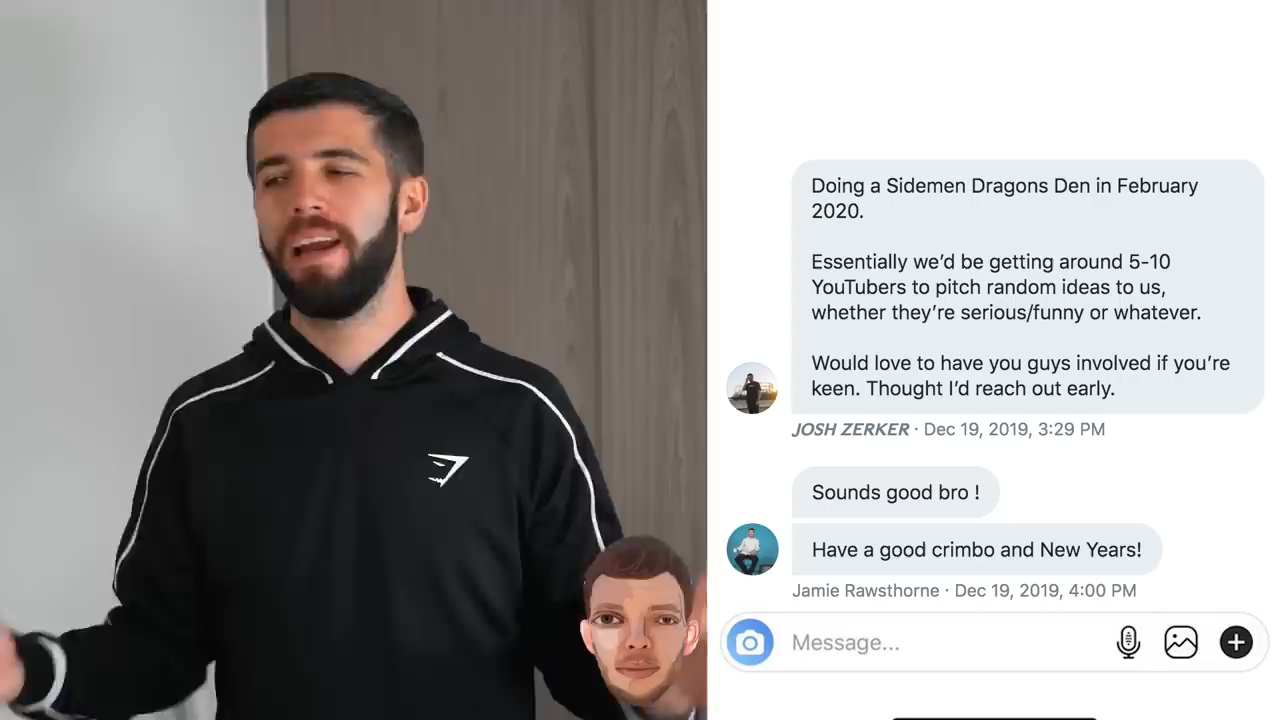 Doing a Sidemen Dragons Den in February
2020.
Essentially we’d be getting around 5-10
YouTubers to pitch random ideas to us,
whether they’re serious/funny or whatever.
Would love to have you guys involved if you’re
keen. Thought I’d reach out early.
JOSH ZERKER · Dec 19, 2019, 3:29 PM
Sounds good bro !
Have a good crimbo and New Years!
Jamie Rawsthorne · Dec 19, 2019, 4:00 PM
Message...